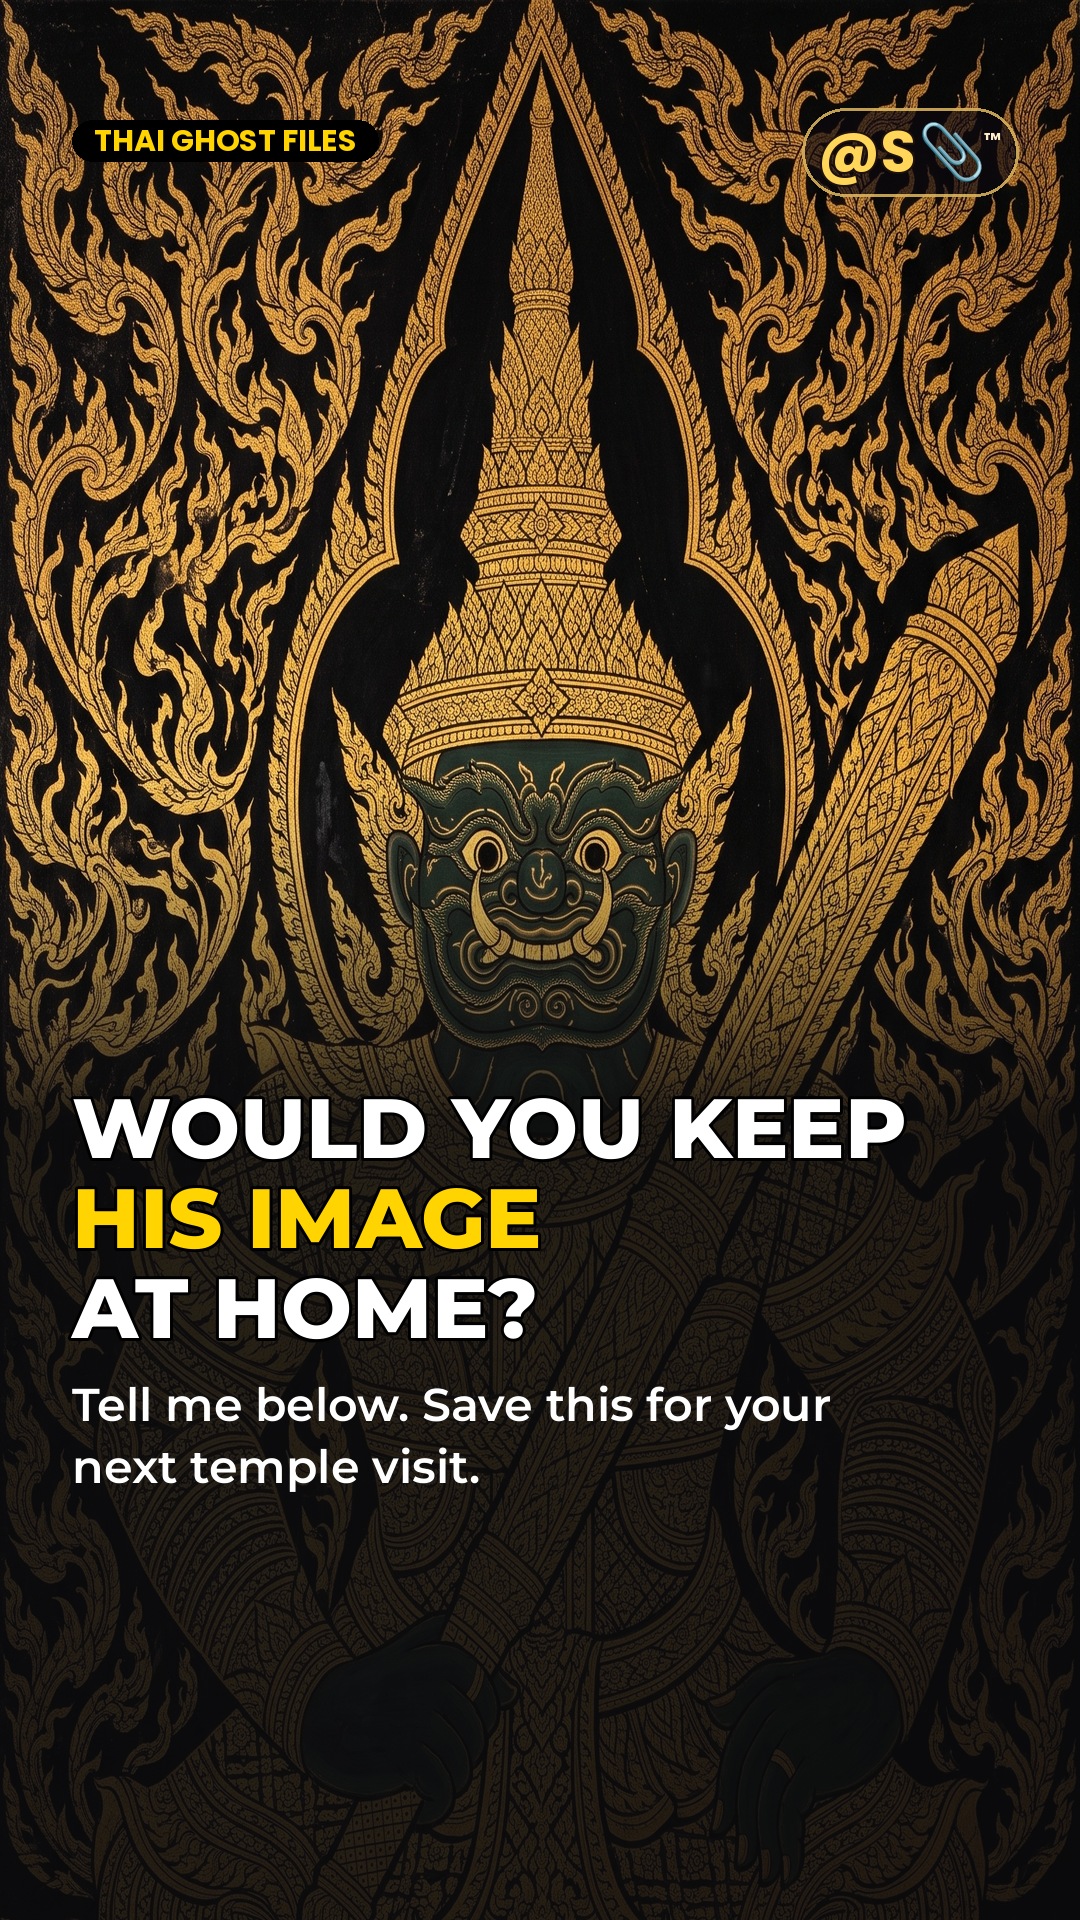 THAI GHOST FILES
@S📎™
WOULD YOU KEEP
HIS IMAGE
AT HOME?
Tell me below. Save this for your
next temple visit.